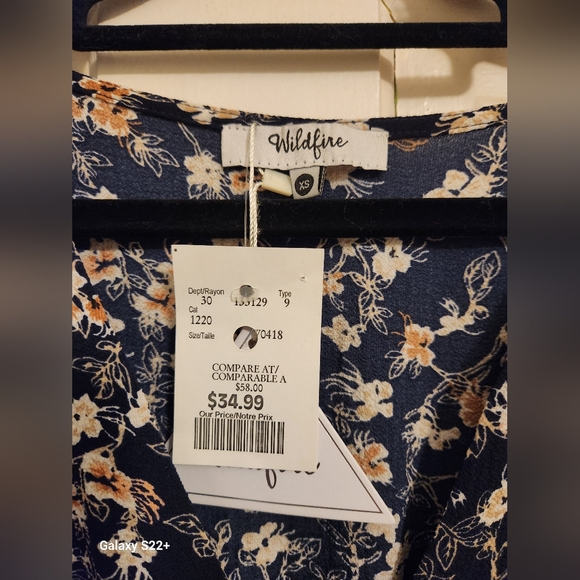 Wildfire
XS
Dept/Rayon
Type
30
9
Cat
1220
Size/Taille
70418
COMPARE AT/
COMPARABLE A
$58.00
$34.99
Our Price/Notre Prix
Galaxy S22+